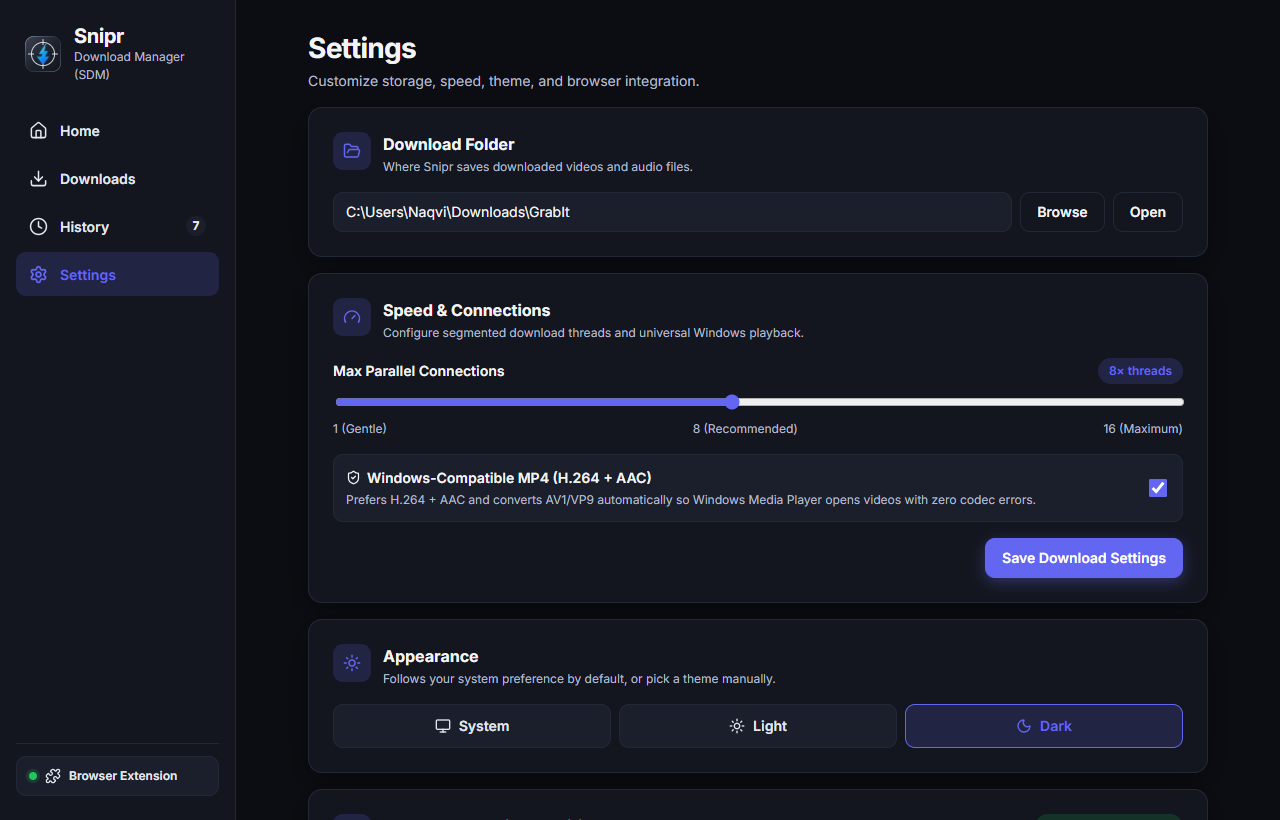 Snipr
Download Manager
(SDM)
Home
Downloads
History
7
Settings
Browser Extension
Settings
Customize storage, speed, theme, and browser integration.
Download Folder
Where Snipr saves downloaded videos and audio files.
C:\Users\Naqvi\Downloads\GrabIt
Browse
Open
Speed & Connections
Configure segmented download threads and universal Windows playback.
Max Parallel Connections
8× threads
1 (Gentle)
8 (Recommended)
16 (Maximum)
Windows-Compatible MP4 (H.264 + AAC)
Prefers H.264 + AAC and converts AV1/VP9 automatically so Windows Media Player opens videos with zero codec errors.
Save Download Settings
Appearance
Follows your system preference by default, or pick a theme manually.
System
Light
Dark